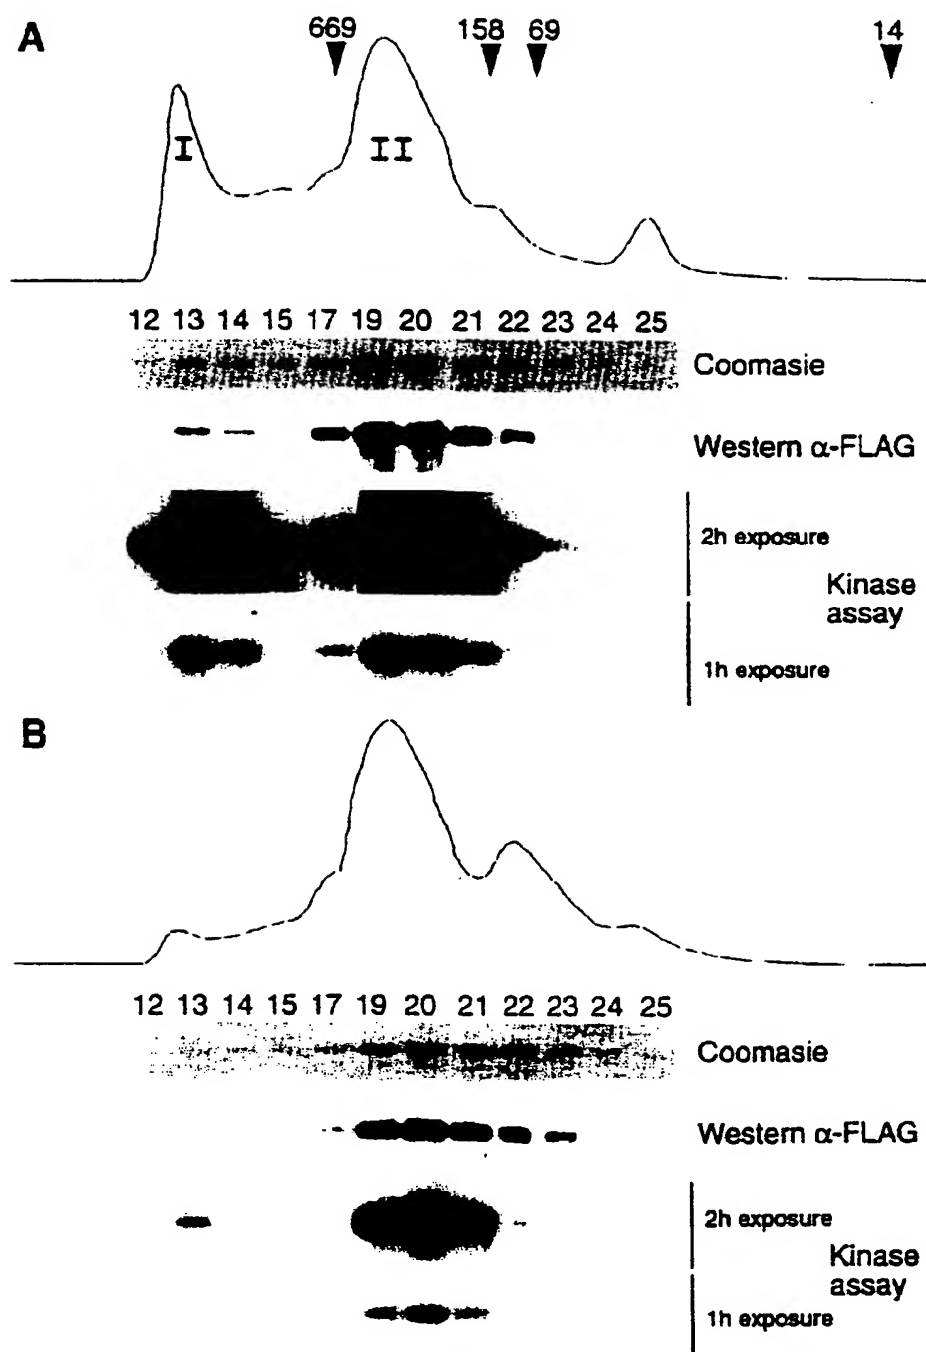 A
669 158 69 14
I II
12 13 14 15 17 19 20 21 22 23 24 25
Coomasie
Western α-FLAG
2h exposure
Kinase
assay
1h exposure
B
12 13 14 15 17 19 20 21 22 23 24 25
Coomasie
Western α-FLAG
2h exposure
Kinase
assay
1h exposure